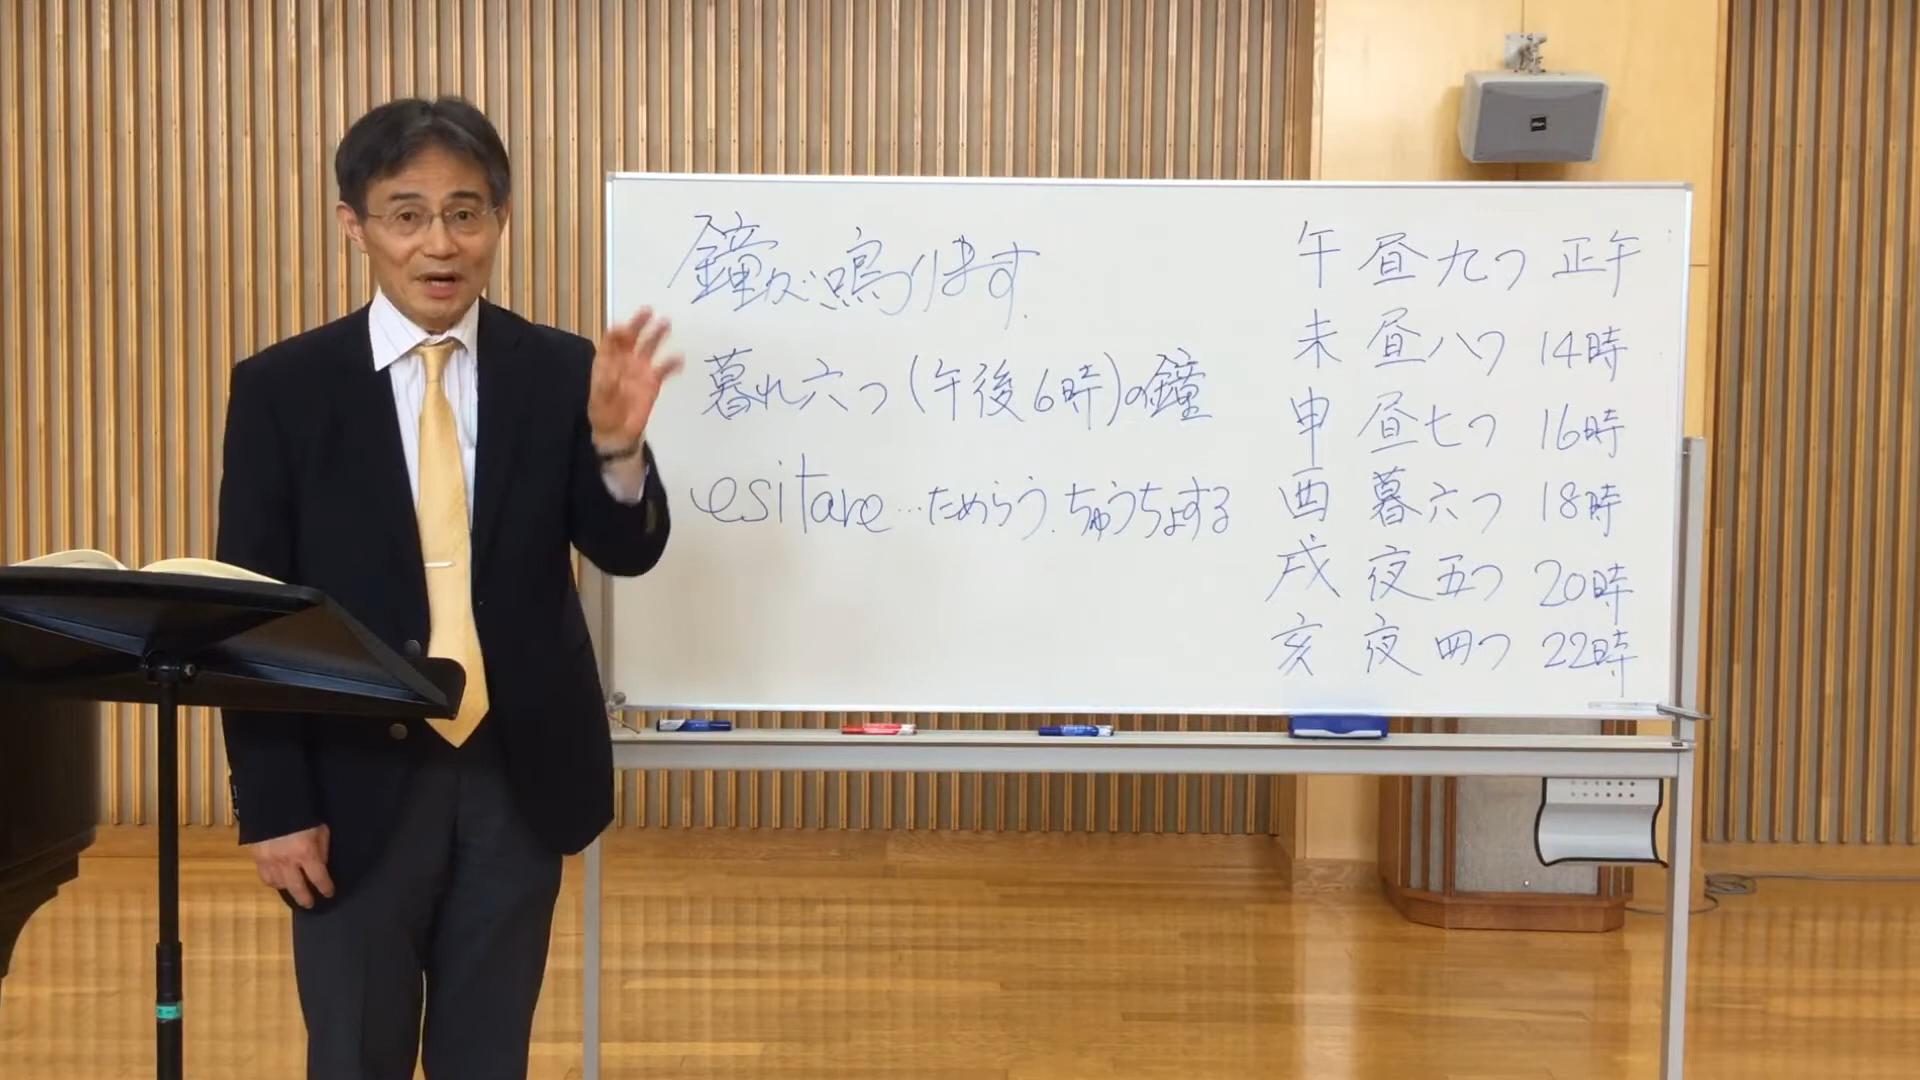 鐘が鳴ります.
暮れ六つ(午後6時)の鐘
esitare…ためらう.ちゅうちょする
午 昼九つ 正午
未 昼八つ 14時
申 昼七つ 16時
酉 暮六つ 18時
戌 夜五つ 20時
亥 夜四つ 22時